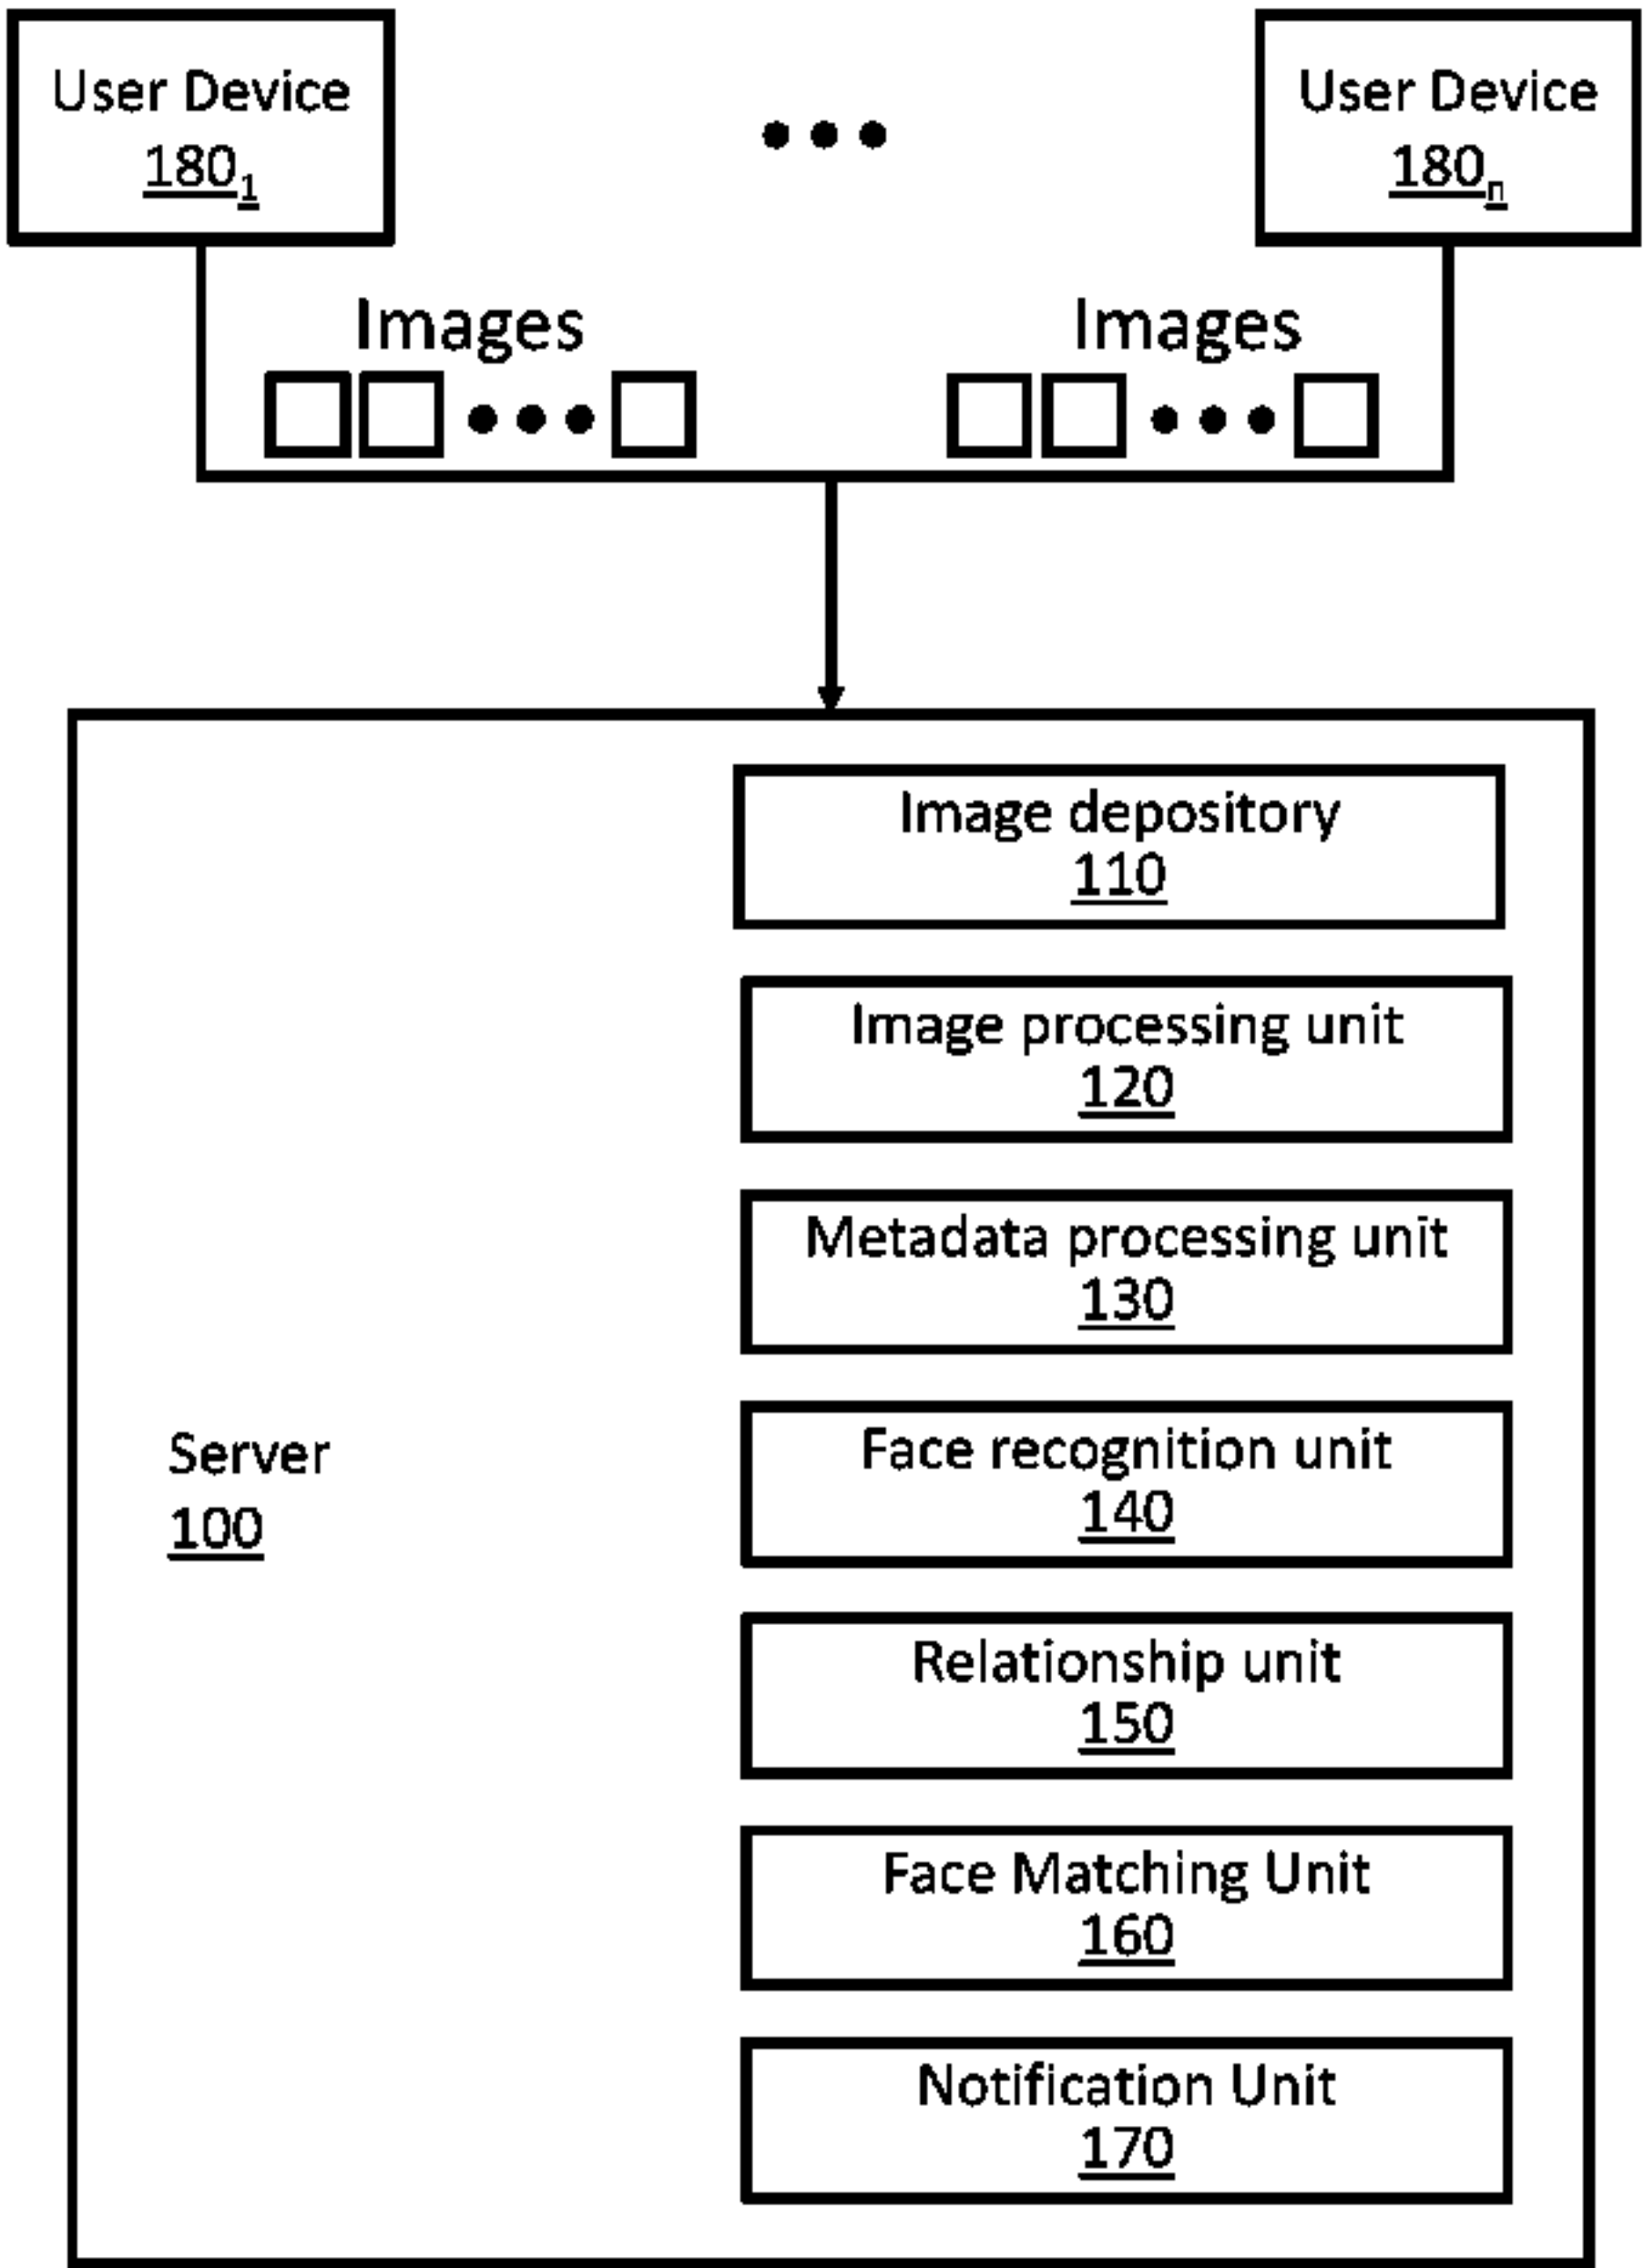 User Device
180₁
User Device
180ₙ
Images
Images
Image depository
110
Image processing unit
120
Metadata processing unit
130
Server
100
Face recognition unit
140
Relationship unit
150
Face Matching Unit
160
Notification Unit
170